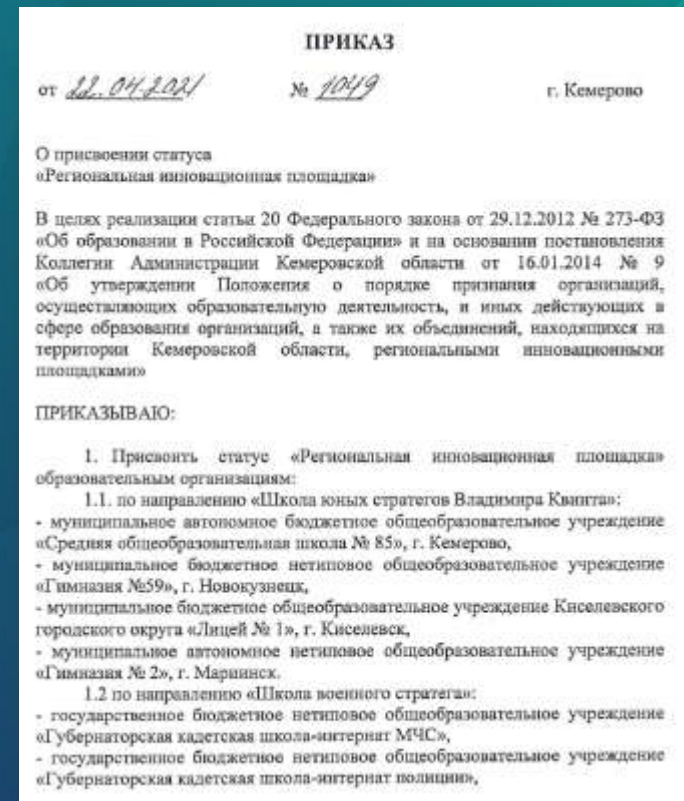 ПРИКАЗ
от 22.04.2021 № 1049 г. Кемерово
О присвоении статуса
«Региональная инновационная площадка»
В целях реализации статьи 20 Федерального закона от 29.12.2012 № 273-ФЗ
«Об образовании в Российской Федерации» и на основании постановления
Коллегии Администрации Кемеровской области от 16.01.2014 № 9
«Об утверждении Положения о порядке признания организаций,
осуществляющих образовательную деятельность, и иных действующих в
сфере образования организаций, а также их объединений, находящихся на
территории Кемеровской области, региональными инновационными
площадками»
ПРИКАЗЫВАЮ:
1. Присвоить статус «Региональная инновационная площадка»
образовательным организациям:
1.1. по направлению «Школа юных стратегов Владимира Квинта»:
- муниципальное автономное бюджетное общеобразовательное учреждение
«Средняя общеобразовательная школа № 85», г. Кемерово,
- муниципальное бюджетное нетиповое общеобразовательное учреждение
«Гимназия №59», г. Новокузнецк,
- муниципальное бюджетное общеобразовательное учреждение Киселевского
городского округа «Лицей № 1», г. Киселевск,
- муниципальное автономное нетиповое общеобразовательное учреждение
«Гимназия № 2», г. Мариинск.
1.2 по направлению «Школа военного стратега»:
- государственное бюджетное нетиповое общеобразовательное учреждение
«Губернаторская кадетская школа-интернат МЧС»,
- государственное бюджетное нетиповое общеобразовательное учреждение
«Губернаторская кадетская школа-интернат полиции»,